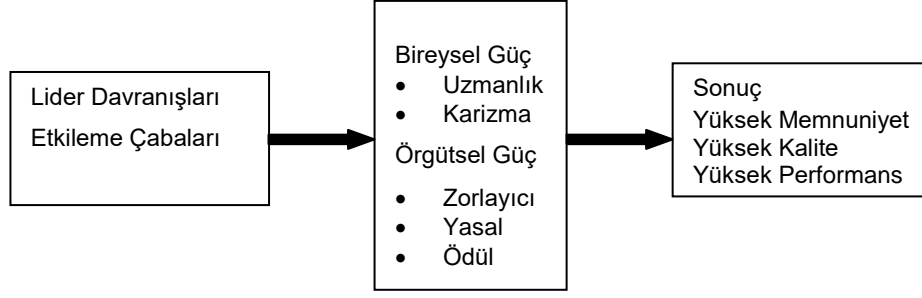 Lider Davranışları
Etkileme Çabaları
Bireysel Güç
• Uzmanlık
• Karizma
Örgütsel Güç
• Zorlayıcı
• Yasal
• Ödül
Sonuç
Yüksek Memnuniyet
Yüksek Kalite
Yüksek Performans